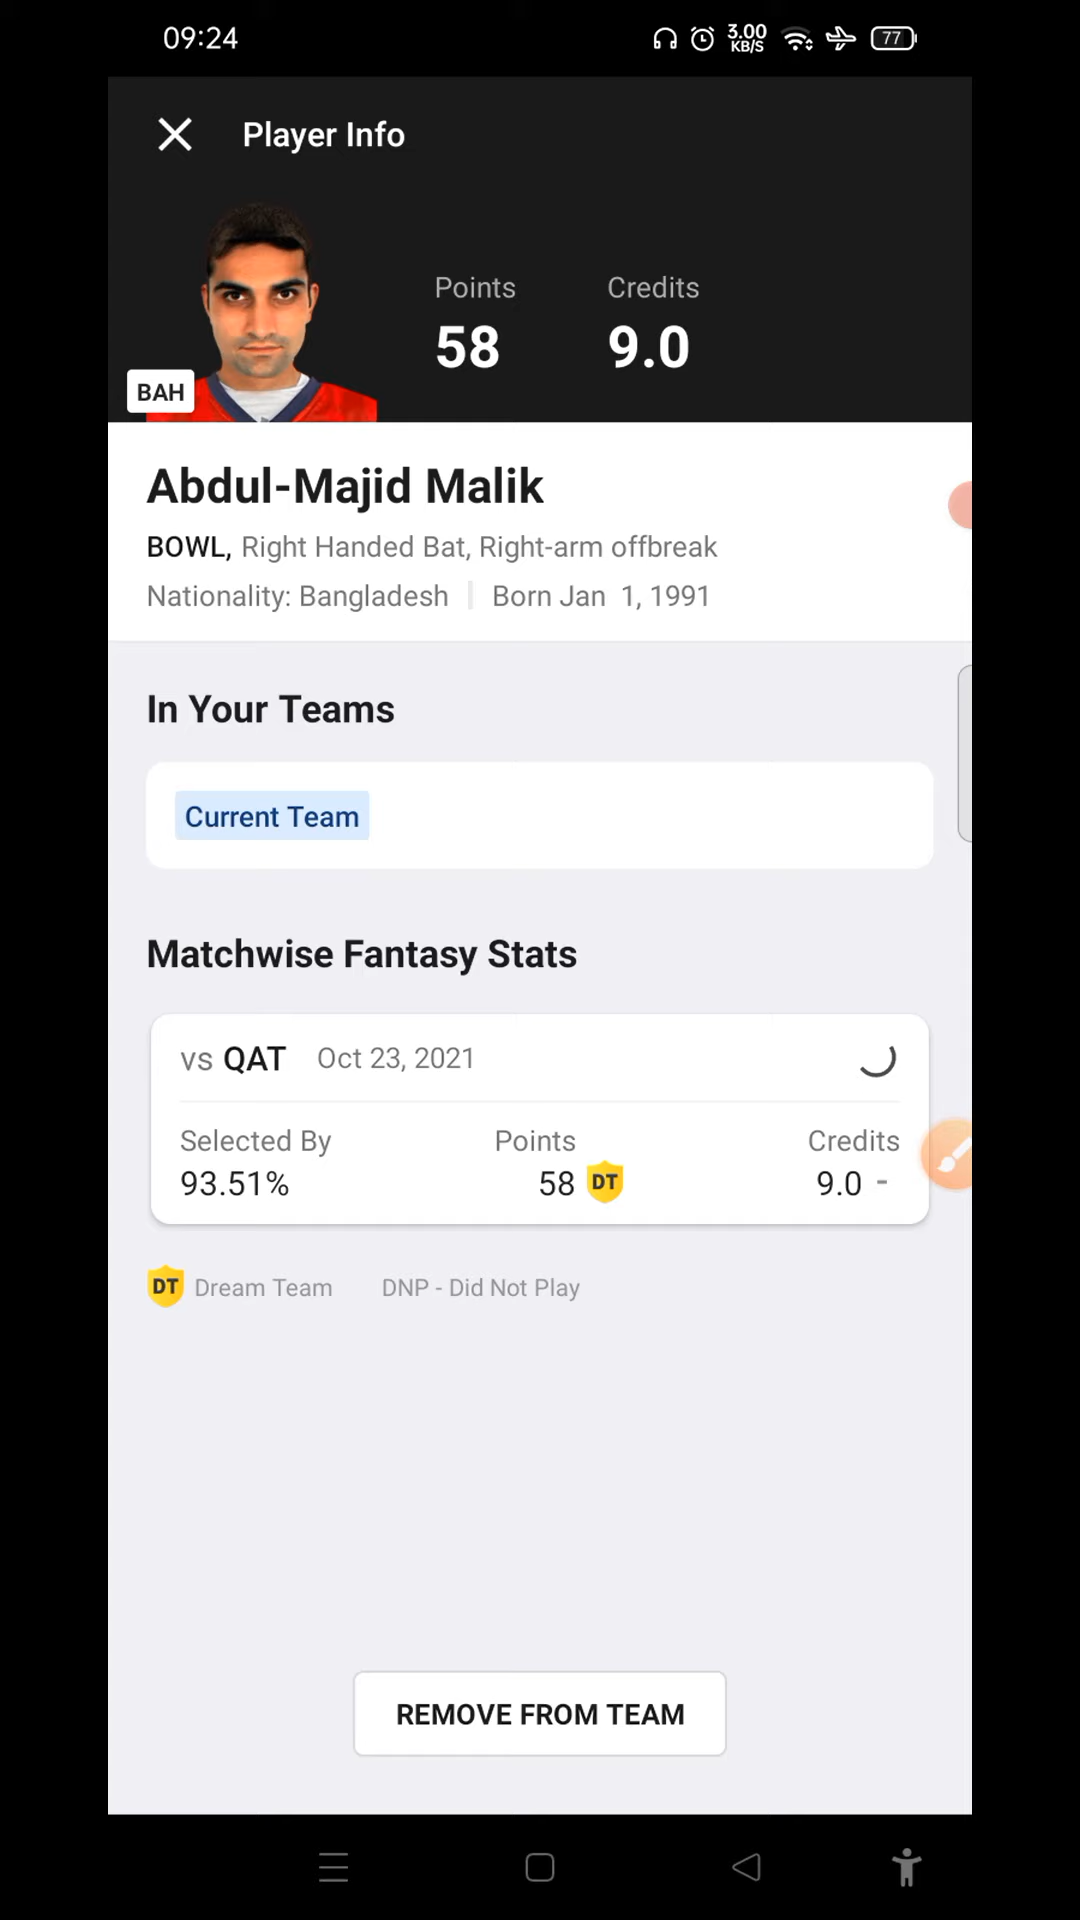 09:24
3.00
KB/S
77
Player Info
Points
Credits
58
9.0
BAH
Abdul-Majid Malik
BOWL, Right Handed Bat, Right-arm offbreak
Nationality: Bangladesh
Born Jan 1, 1991
In Your Teams
Current Team
Matchwise Fantasy Stats
vs QAT Oct 23, 2021
Selected By
Points
Credits
93.51%
58 DT
9.0 -
DT Dream Team
DNP - Did Not Play
REMOVE FROM TEAM